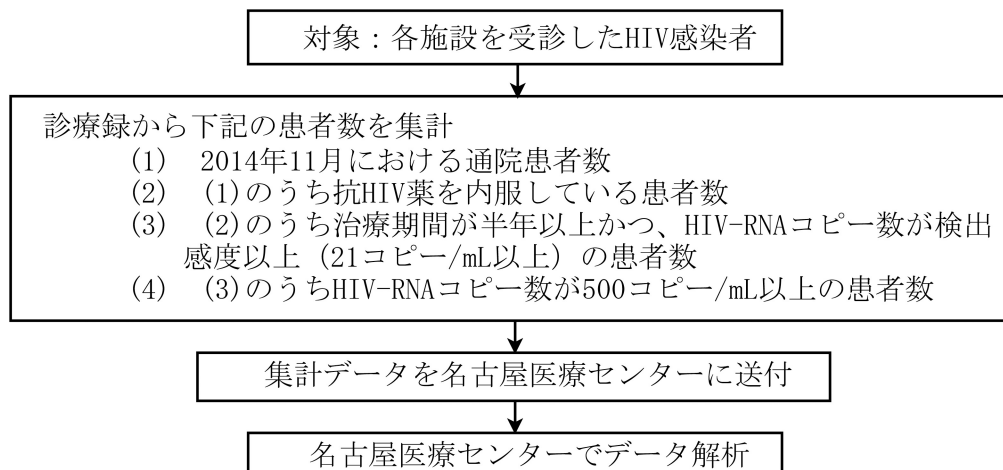 対象：各施設を受診したHIV感染者
診療録から下記の患者数を集計
(1) 2014年11月における通院患者数
(2) (1)のうち抗HIV薬を内服している患者数
(3) (2)のうち治療期間が半年以上かつ、HIV-RNAコピー数が検出
感度以上（21コピー/mL以上）の患者数
(4) (3)のうちHIV-RNAコピー数が500コピー/mL以上の患者数
集計データを名古屋医療センターに送付
名古屋医療センターでデータ解析